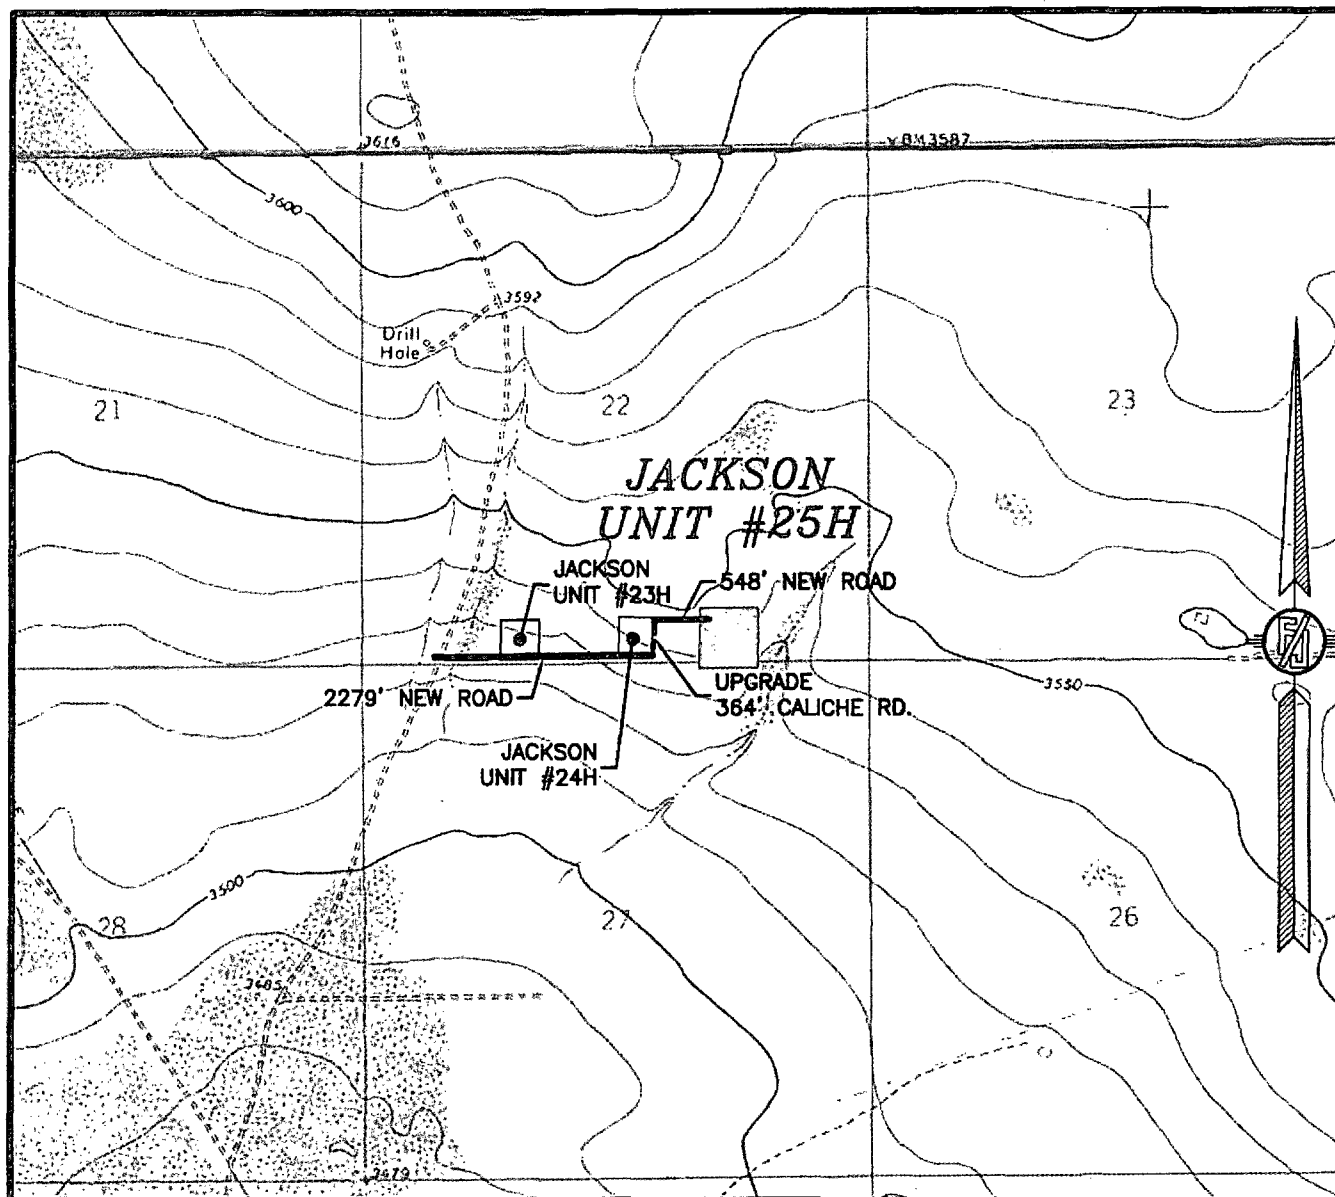 3616
BM3587
3600
3592
Drill
Hole
21
22
23
JACKSON
UNIT #25H
JACKSON
UNIT #23H
548' NEW ROAD
2279' NEW ROAD
UPGRADE
364' CALICHE RD.
3550
JACKSON
UNIT #24H
3500
28
27
26
3485
3479